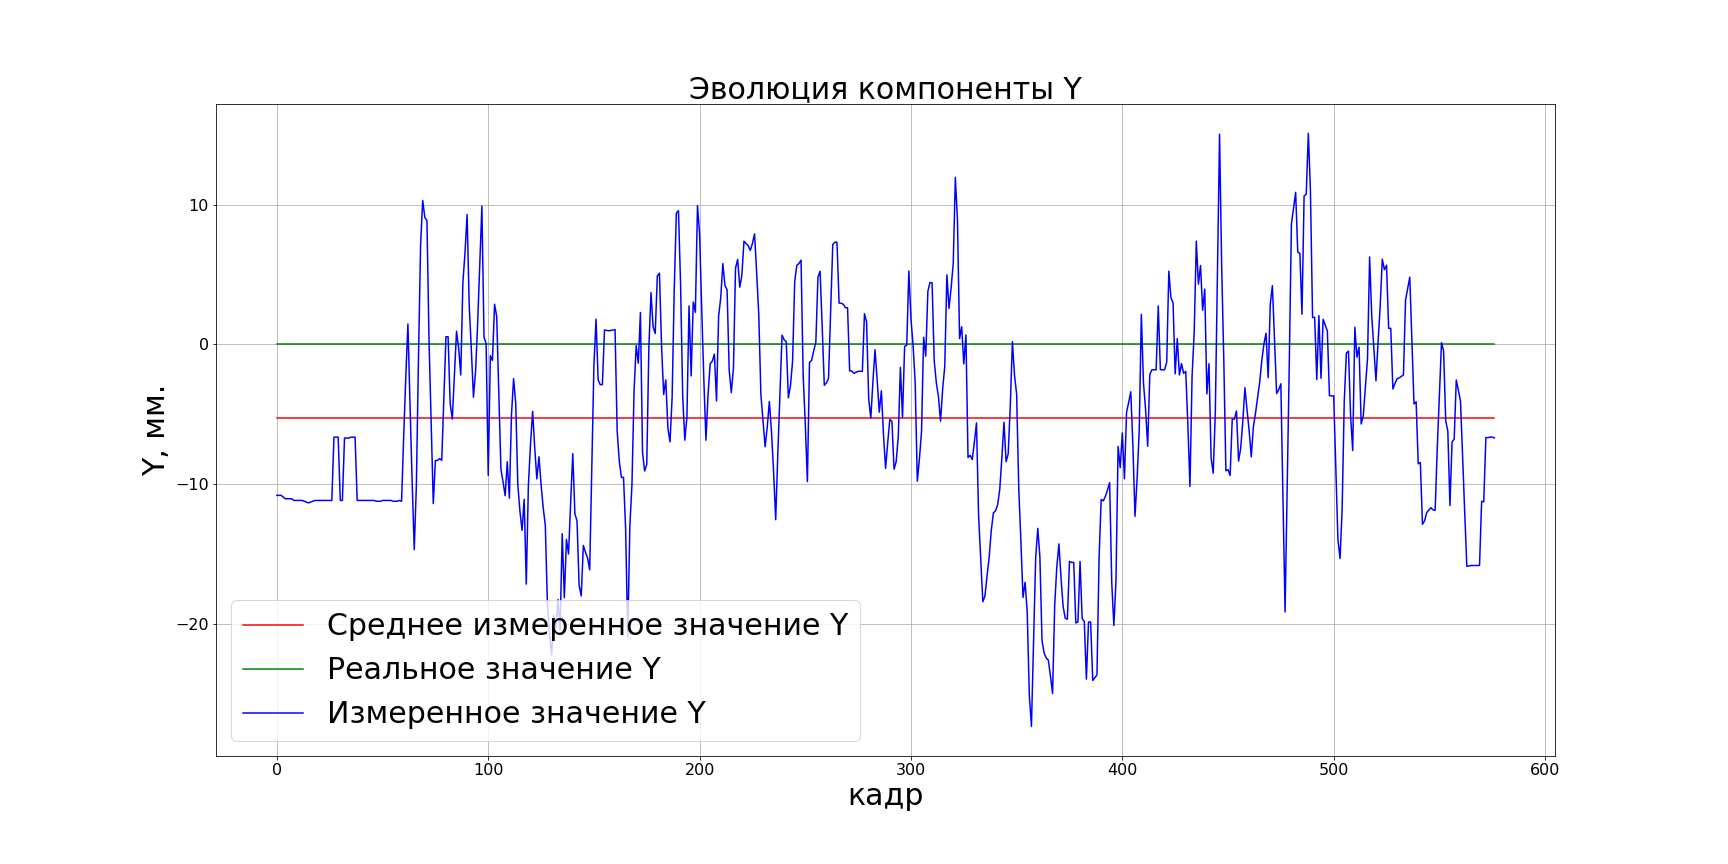 Эволюция компоненты Y
Y, мм.
10
0
−10
−20
Среднее измеренное значение Y
Реальное значение Y
Измеренное значение Y
0 100 200 300 400 500 600
кадр